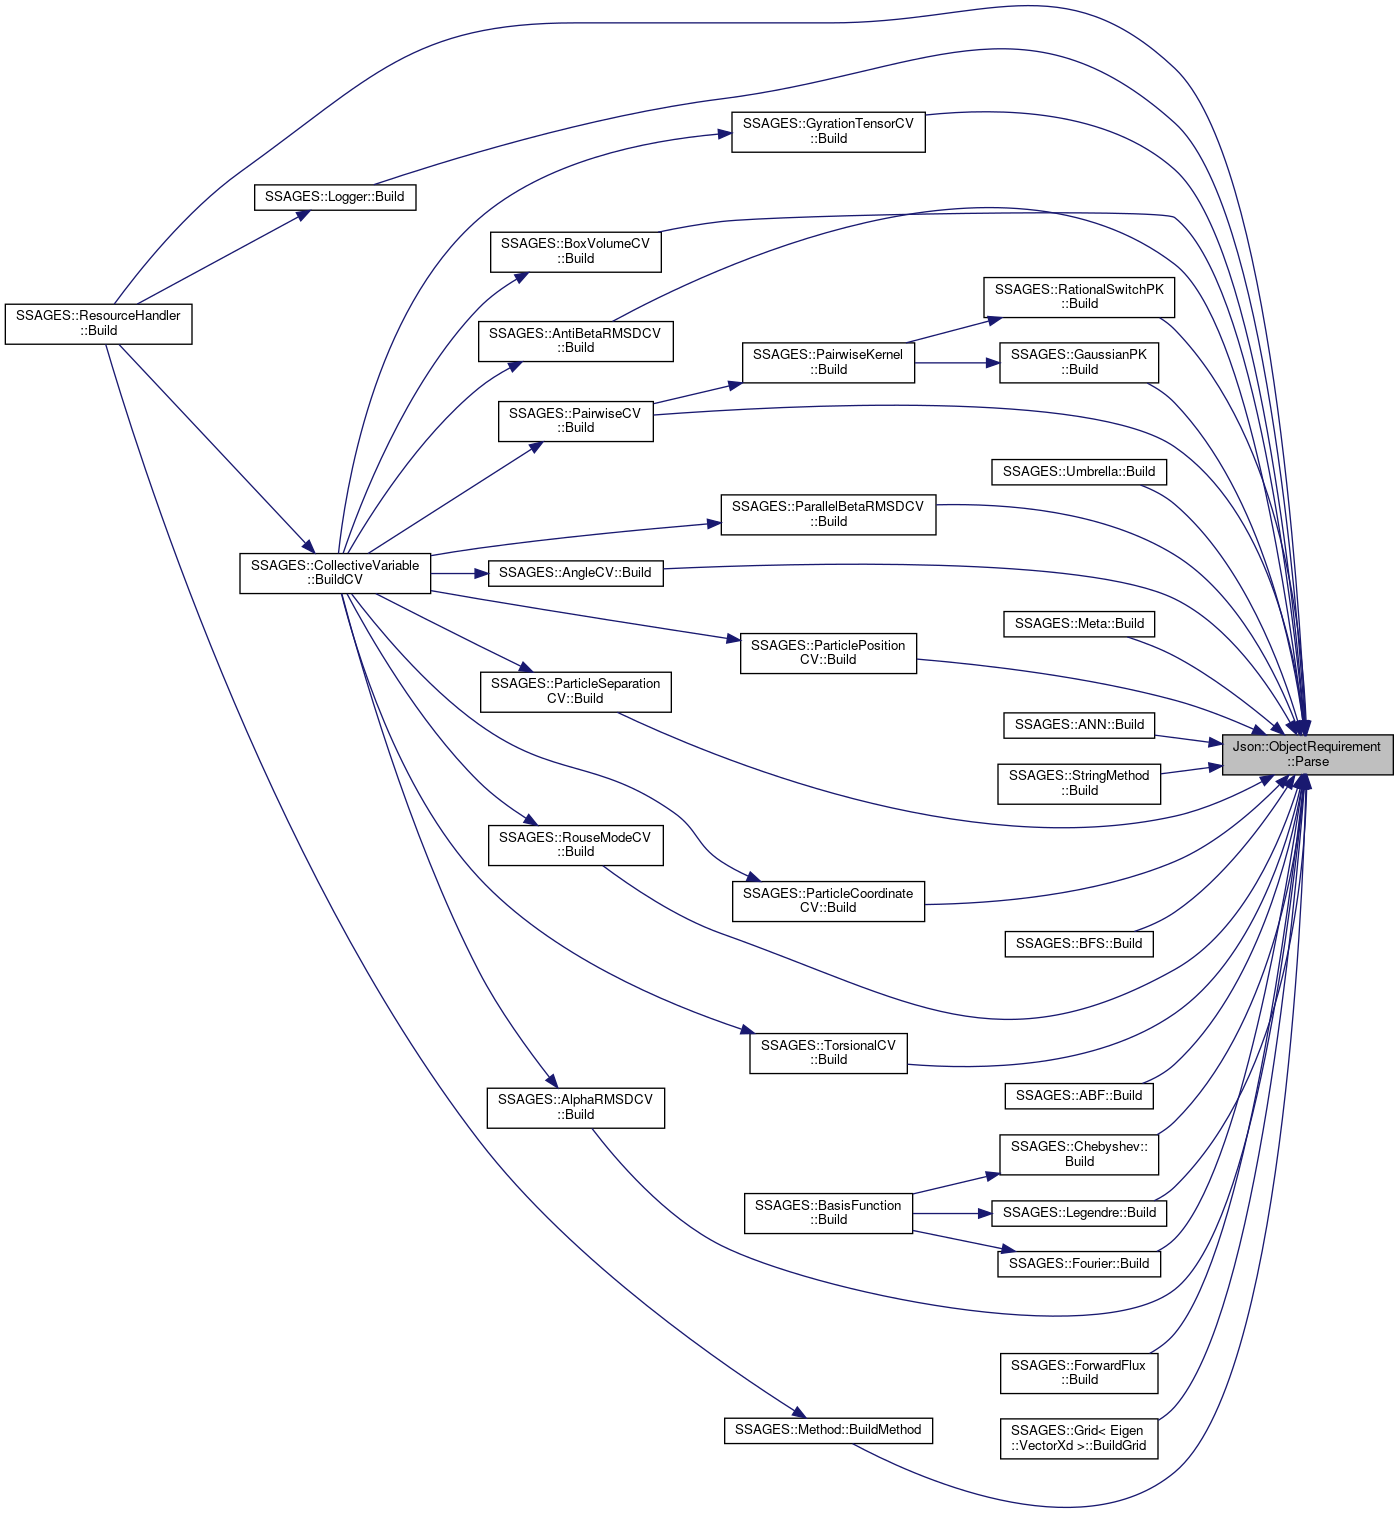 SSAGES::GyrationTensorCV
::Build
SSAGES::Logger::Build
SSAGES::BoxVolumeCV
::Build
SSAGES::RationalSwitchPK
::Build
SSAGES::ResourceHandler
::Build
SSAGES::AntiBetaRMSDCV
::Build
SSAGES::PairwiseKernel
::Build
SSAGES::GaussianPK
::Build
SSAGES::PairwiseCV
::Build
SSAGES::Umbrella::Build
SSAGES::ParallelBetaRMSDCV
::Build
SSAGES::CollectiveVariable
::BuildCV
SSAGES::AngleCV::Build
SSAGES::Meta::Build
SSAGES::ParticlePosition
CV::Build
SSAGES::ParticleSeparation
CV::Build
SSAGES::ANN::Build
Json::ObjectRequirement
::Parse
SSAGES::StringMethod
::Build
SSAGES::RouseModeCV
::Build
SSAGES::ParticleCoordinate
CV::Build
SSAGES::BFS::Build
SSAGES::TorsionalCV
::Build
SSAGES::ABF::Build
SSAGES::AlphaRMSDCV
::Build
SSAGES::Chebyshev::
Build
SSAGES::BasisFunction
::Build
SSAGES::Legendre::Build
SSAGES::Fourier::Build
SSAGES::ForwardFlux
::Build
SSAGES::Method::BuildMethod
SSAGES::Grid< Eigen
::VectorXd >::BuildGrid